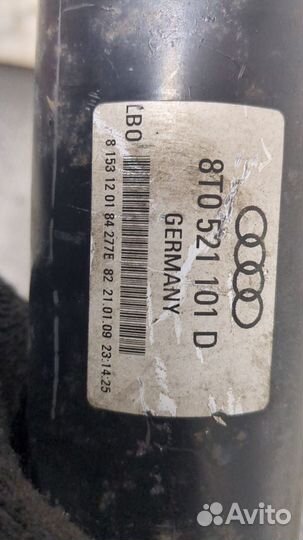 8T0 521 101 D
GERMANY
LBO
8 153 12 01 84 277E 82 21.01.09 23:14:25
Avito